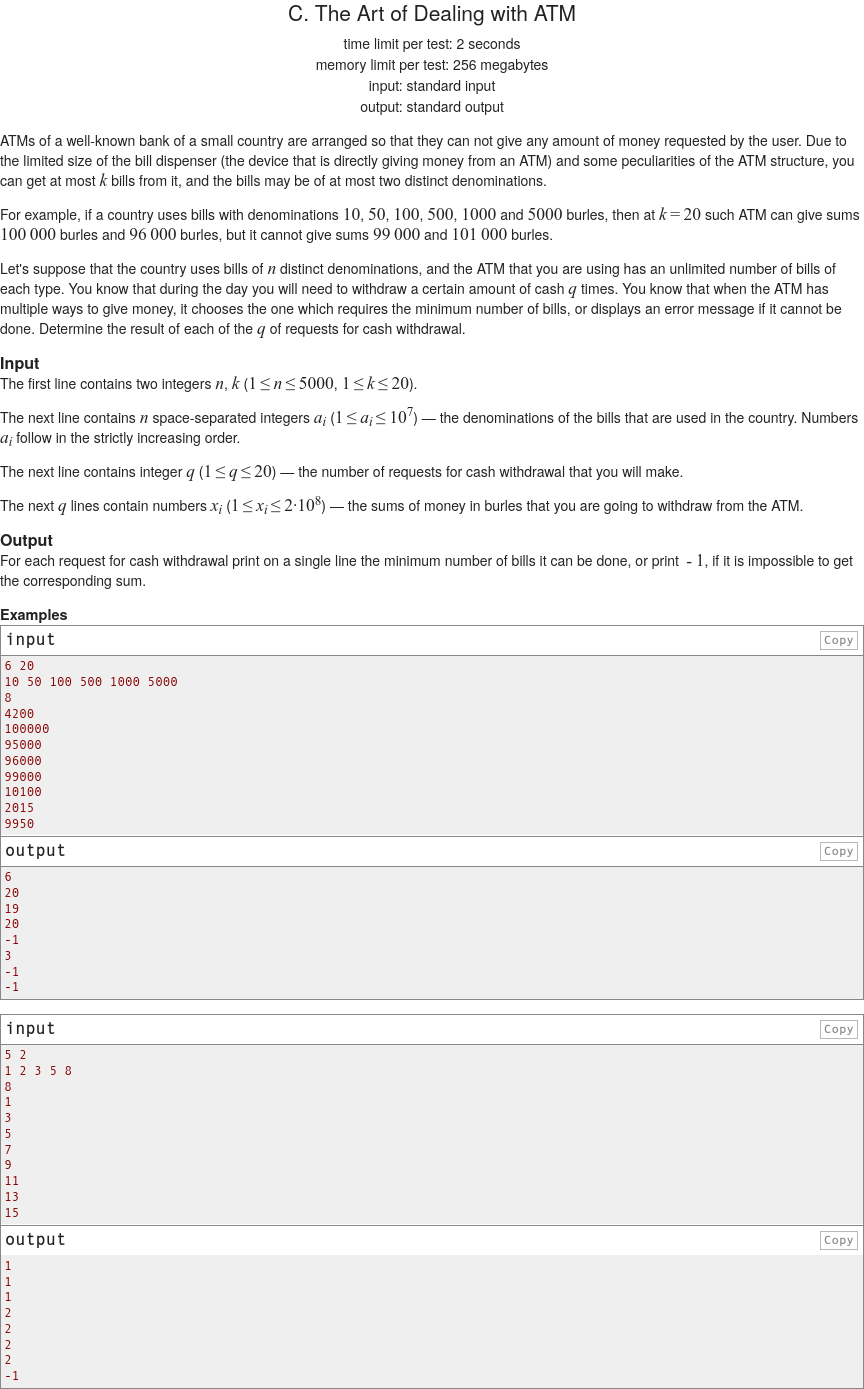 C. The Art of Dealing with ATM
time limit per test: 2 seconds
memory limit per test: 256 megabytes
input: standard input
output: standard output
ATMs of a well-known bank of a small country are arranged so that they can not give any amount of money requested by the user. Due to
the limited size of the bill dispenser (the device that is directly giving money from an ATM) and some peculiarities of the ATM structure, you
can get at most k bills from it, and the bills may be of at most two distinct denominations.
For example, if a country uses bills with denominations 10, 50, 100, 500, 1000 and 5000 burles, then at k = 20 such ATM can give sums
100 000 burles and 96 000 burles, but it cannot give sums 99 000 and 101 000 burles.
Let's suppose that the country uses bills of n distinct denominations, and the ATM that you are using has an unlimited number of bills of
each type. You know that during the day you will need to withdraw a certain amount of cash q times. You know that when the ATM has
multiple ways to give money, it chooses the one which requires the minimum number of bills, or displays an error message if it cannot be
done. Determine the result of each of the q of requests for cash withdrawal.
Input
The first line contains two integers n, k (1 ≤ n ≤ 5000, 1 ≤ k ≤ 20).
The next line contains n space-separated integers a_i (1 ≤ a_i ≤ 10^7) — the denominations of the bills that are used in the country. Numbers
a_i follow in the strictly increasing order.
The next line contains integer q (1 ≤ q ≤ 20) — the number of requests for cash withdrawal that you will make.
The next q lines contain numbers x_i (1 ≤ x_i ≤ 2·10^8) — the sums of money in burles that you are going to withdraw from the ATM.
Output
For each request for cash withdrawal print on a single line the minimum number of bills it can be done, or print - 1, if it is impossible to get
the corresponding sum.
Examples
input Copy
6 20
10 50 100 500 1000 5000
8
4200
100000
95000
96000
99000
10100
2015
9950
output Copy
6
20
19
20
-1
3
-1
-1
input Copy
5 2
1 2 3 5 8
8
1
3
5
7
9
11
13
15
output Copy
1
1
1
2
2
2
2
-1